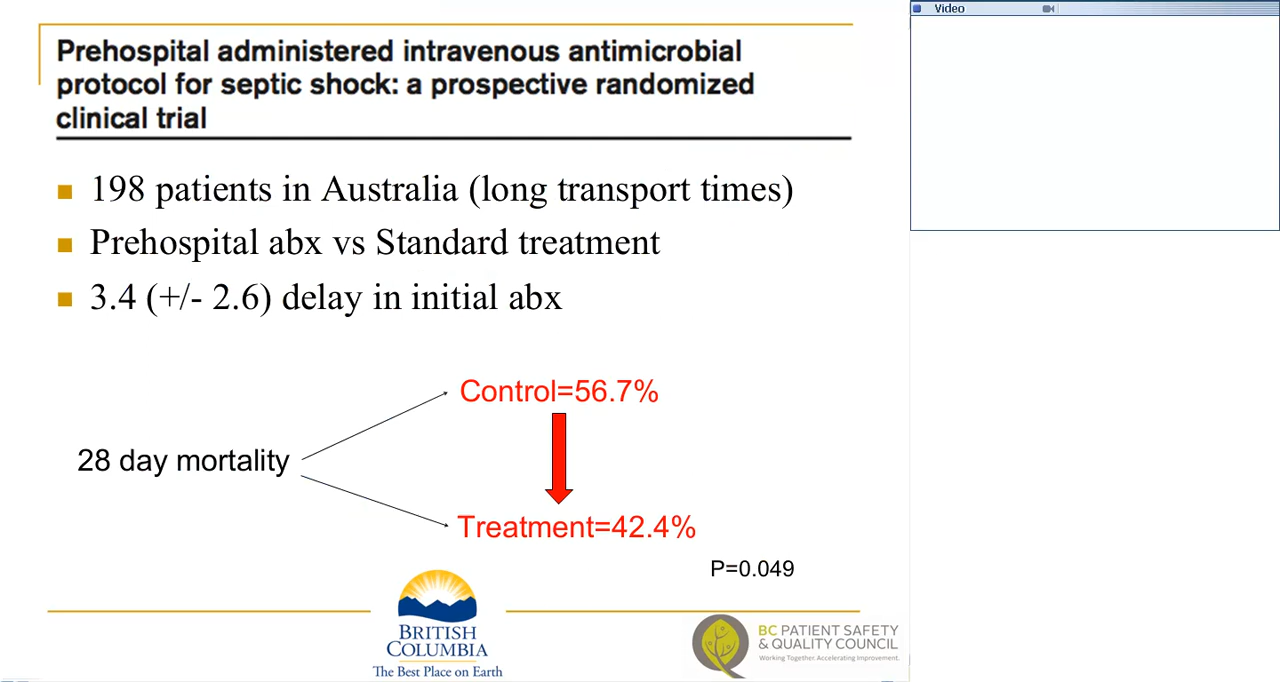 Video
Prehospital administered intravenous antimicrobial
protocol for septic shock: a prospective randomized
clinical trial
198 patients in Australia (long transport times)
Prehospital abx vs Standard treatment
3.4 (+/- 2.6) delay in initial abx
Control=56.7%
28 day mortality
Treatment=42.4%
P=0.049
BRITISH
COLUMBIA
The Best Place on Earth
BC PATIENT SAFETY
& QUALITY COUNCIL
Working Together. Accelerating Improvement.